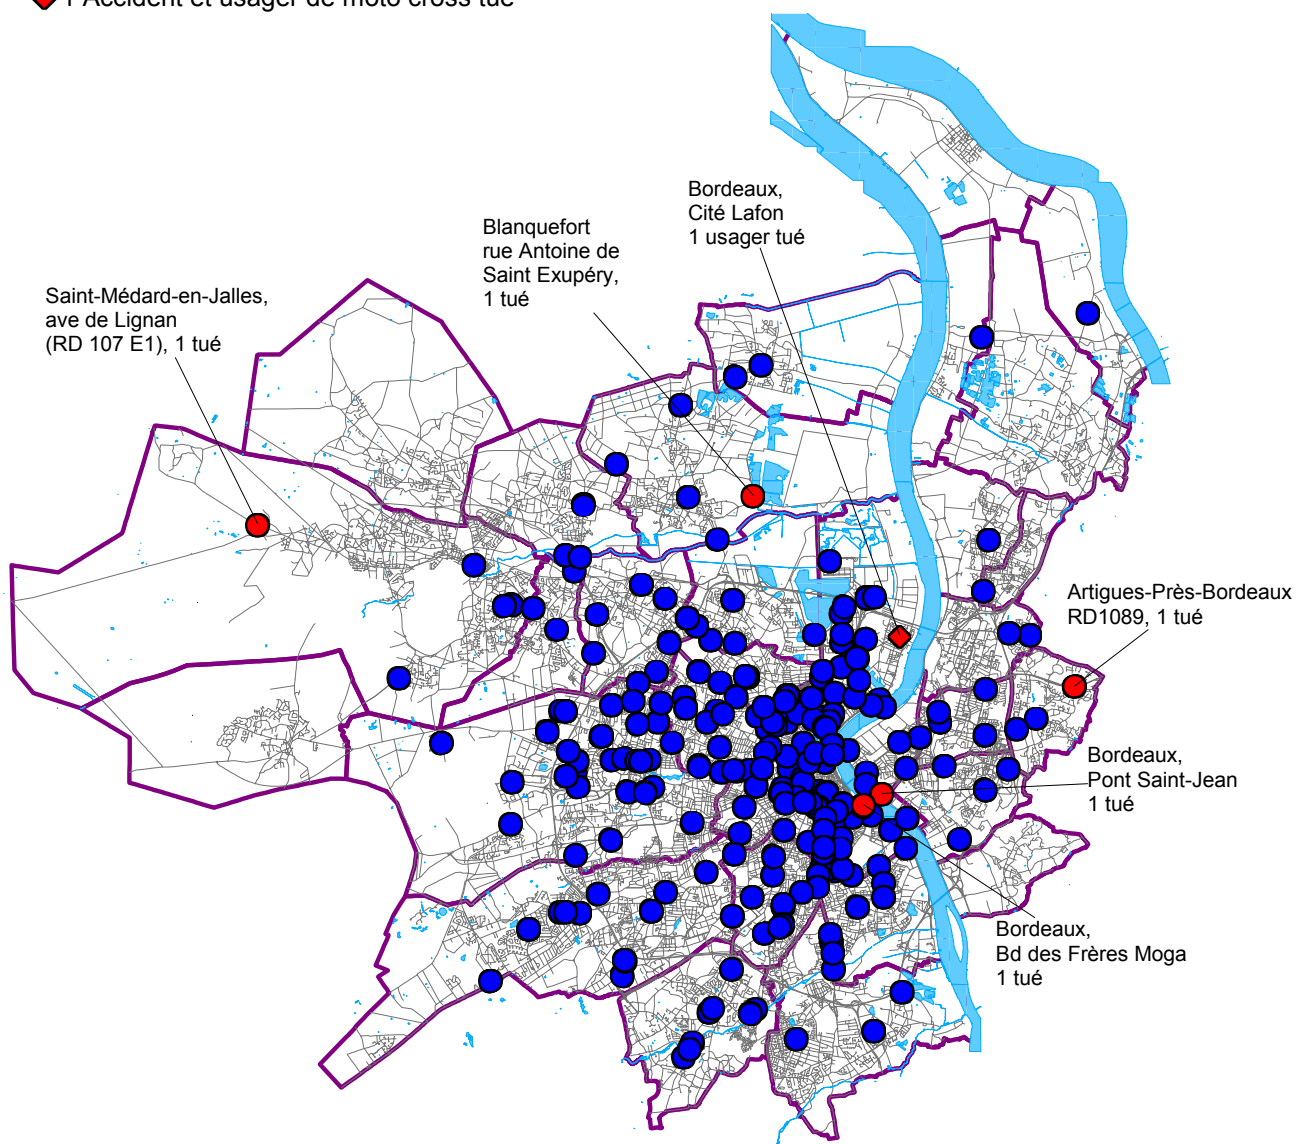 1 Accident et usager de moto cross tué
Bordeaux,
Cité Lafon
1 usager tué
Blanquefort
rue Antoine de
Saint Exupéry,
1 tué
Saint-Médard-en-Jalles,
ave de Lignan
(RD 107 E1), 1 tué
Artigues-Près-Bordeaux
RD1089, 1 tué
Bordeaux,
Pont Saint-Jean
1 tué
Bordeaux,
Bd des Frères Moga
1 tué